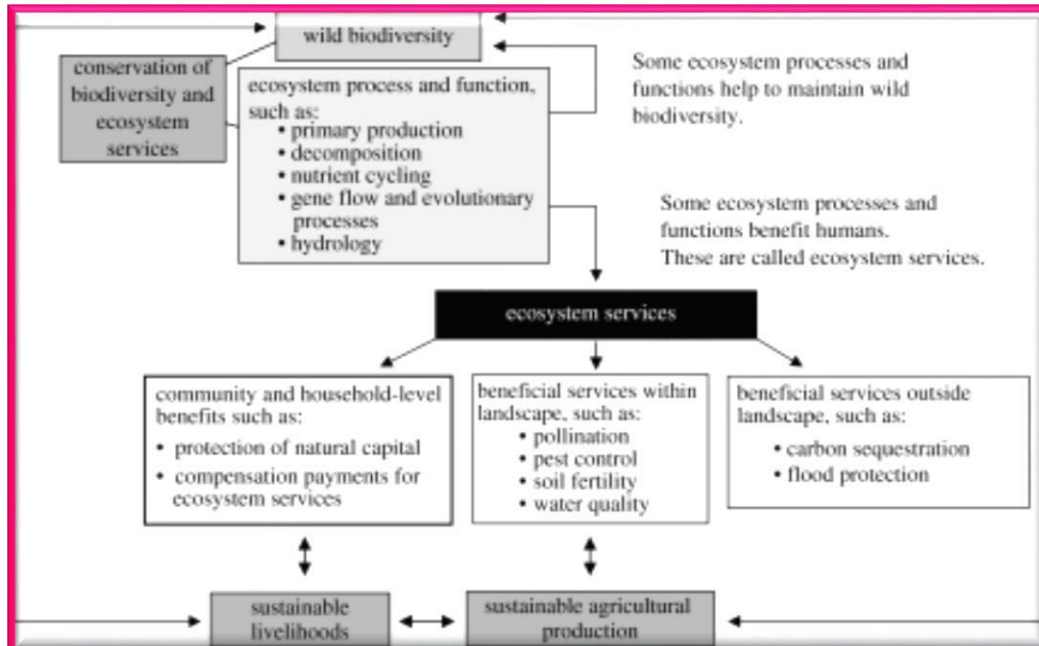 wild biodiversity
conservation of
biodiversity and
ecosystem
services
ecosystem process and function,
such as:
• primary production
• decomposition
• nutrient cycling
• gene flow and evolutionary
processes
• hydrology
Some ecosystem processes and
functions help to maintain wild
biodiversity.
Some ecosystem processes and
functions benefit humans.
These are called ecosystem services.
ecosystem services
community and household-level
benefits such as:
• protection of natural capital
• compensation payments for
ecosystem services
beneficial services within
landscape, such as:
• pollination
• pest control
• soil fertility
• water quality
beneficial services outside
landscape, such as:
• carbon sequestration
• flood protection
sustainable
livelihoods
sustainable agricultural
production